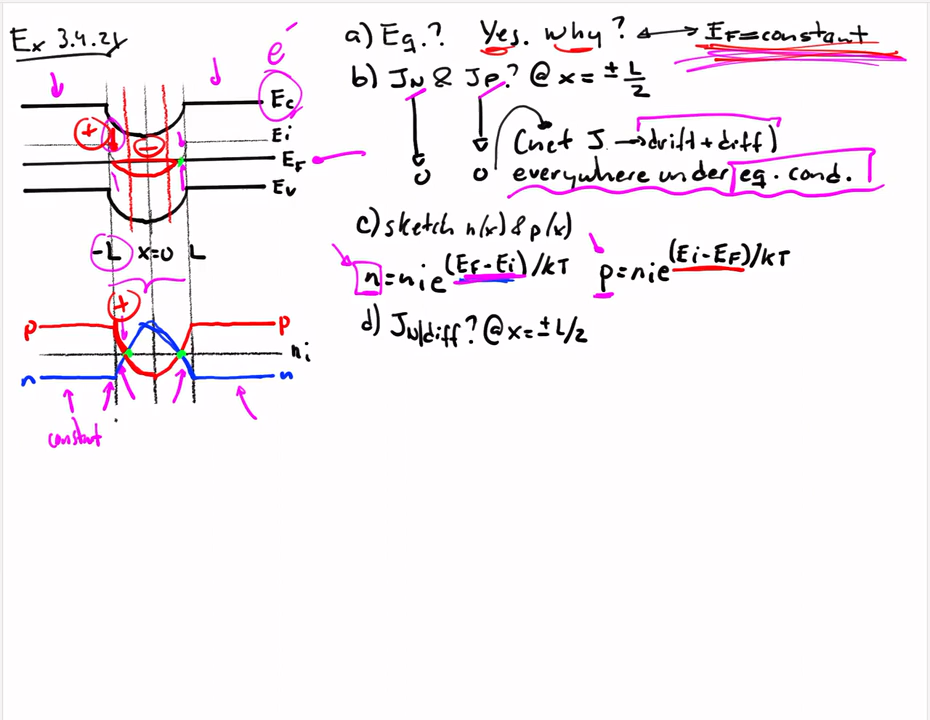 Ex 3.4.2)
a) Eg.? Yes. Why? ⟷ EF=constant
b) JN & JP? @ x=±L/2
0 0 (net J → drift + diff)
everywhere under eq. cond.
c) sketch n(x) & p(x)
n=nie(EF-Ei)/kT p=nie(Ei-EF)/kT
d) JN|diff? @ x=±L/2
e-
+ - Ec
Ei
EF
Ev
-L x=0 L
+
p p
ni
n n
constant